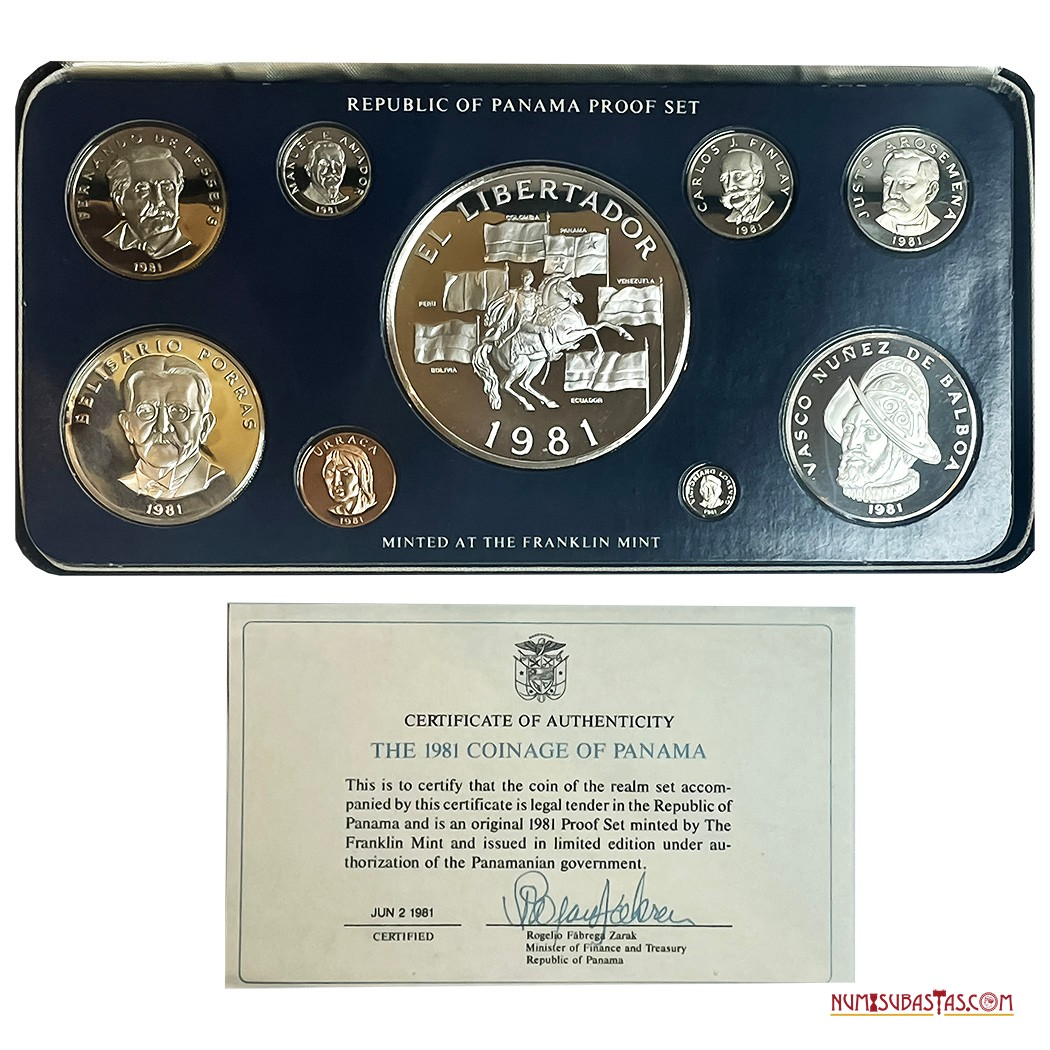 REPUBLIC OF PANAMA PROOF SET
FERNANDO DE LESSEPS
1981
MANUEL E. AMADOR
1981
EL LIBERTADOR
COLOMBIA
PANAMA
PERU
VENEZUELA
BOLIVIA
ECUADOR
1981
CARLOS J. FINLAY
1981
JUSTO AROSEMENA
1981
BELISARIO PORRAS
1981
URRACA
1981
VICTORIANO LORENZO
1981
VASCO NUÑEZ DE BALBOA
1981
MINTED AT THE FRANKLIN MINT
CERTIFICATE OF AUTHENTICITY
THE 1981 COINAGE OF PANAMA
This is to certify that the coin of the realm set accom-
panied by this certificate is legal tender in the Republic of
Panama and is an original 1981 Proof Set minted by The
Franklin Mint and issued in limited edition under au-
thorization of the Panamanian government.
JUN 2 1981
CERTIFIED
Rogelio Fábrega Zarak
Minister of Finance and Treasury
Republic of Panama
NUMISUBASTAS.COM